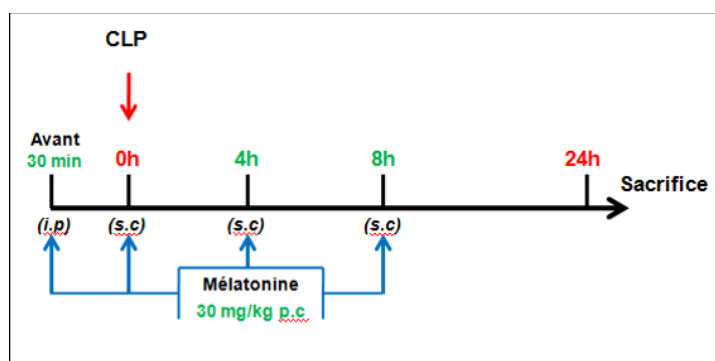 CLP
Avant
30 min
0h
4h
8h
24h
Sacrifice
(i.p)
(s.c)
(s.c)
(s.c)
Mélatonine
30 mg/kg p.c